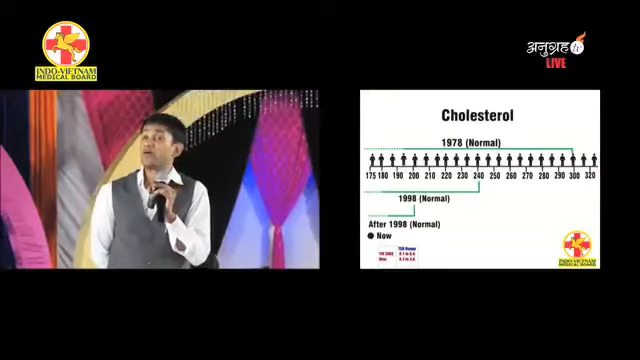 INDO-VIETNAM
MEDICAL BOARD
अनुग्रह tv
LIVE
Cholesterol
1978 (Normal)
175 180 190 200 210 220 230 240 250 260 270 280 290 300 320
1998 (Normal)
After 1998 (Normal)
Now
INDO-VIETNAM
MEDICAL BOARD